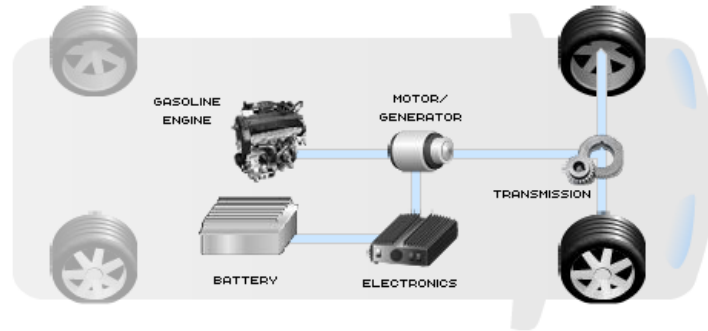 GASOLINE
ENGINE
MOTOR/
GENERATOR
TRANSMISSION
BATTERY
ELECTRONICS